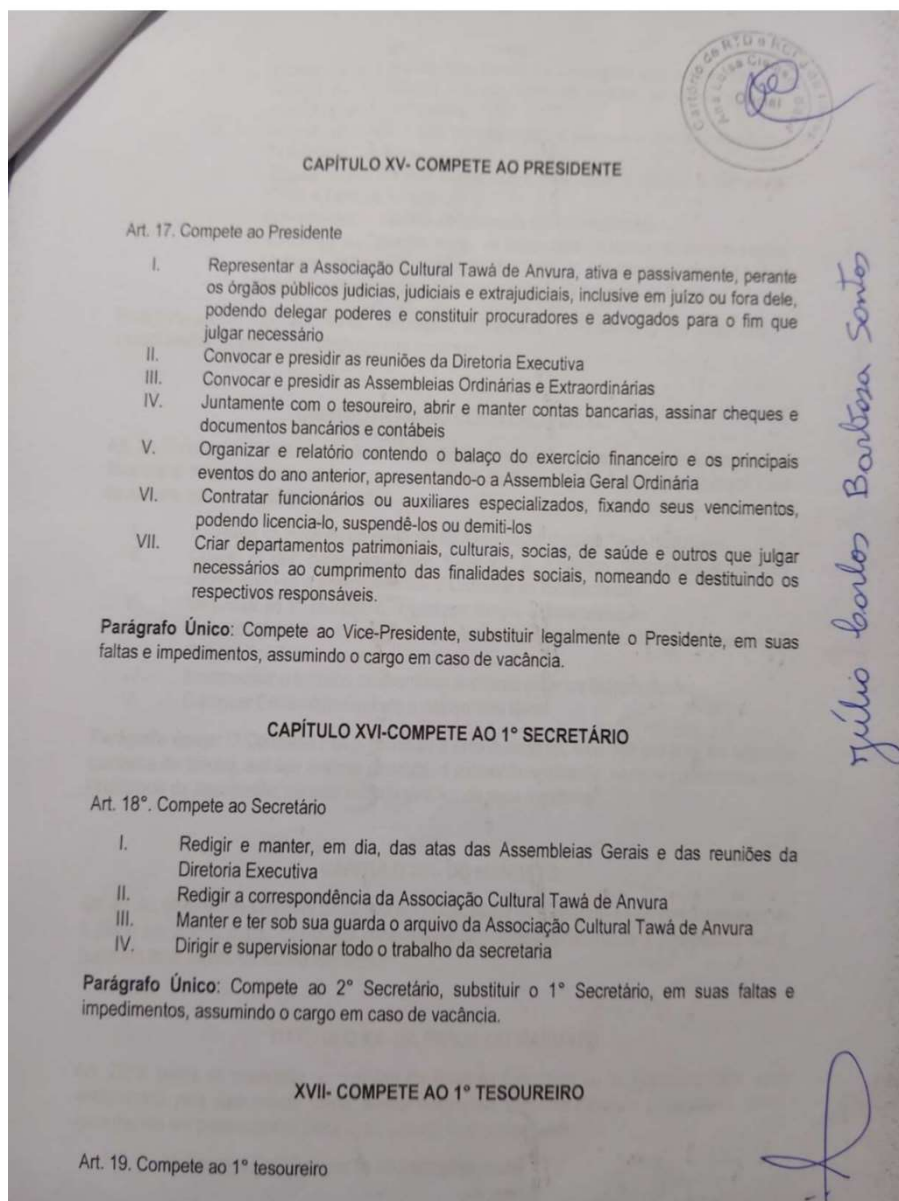 Cartório de RTD e RCPJ
Ana Luisa
CAPÍTULO XV- COMPETE AO PRESIDENTE
Art. 17. Compete ao Presidente
I. Representar a Associação Cultural Tawá de Anvura, ativa e passivamente, perante
os órgãos públicos judicias, judiciais e extrajudiciais, inclusive em juízo ou fora dele,
podendo delegar poderes e constituir procuradores e advogados para o fim que
julgar necessário
II. Convocar e presidir as reuniões da Diretoria Executiva
III. Convocar e presidir as Assembleias Ordinárias e Extraordinárias
IV. Juntamente com o tesoureiro, abrir e manter contas bancarias, assinar cheques e
documentos bancários e contábeis
V. Organizar e relatório contendo o balaço do exercício financeiro e os principais
eventos do ano anterior, apresentando-o a Assembleia Geral Ordinária
VI. Contratar funcionários ou auxiliares especializados, fixando seus vencimentos,
podendo licencia-lo, suspendê-los ou demiti-los
VII. Criar departamentos patrimoniais, culturais, socias, de saúde e outros que julgar
necessários ao cumprimento das finalidades sociais, nomeando e destituindo os
respectivos responsáveis.
Parágrafo Único: Compete ao Vice-Presidente, substituir legalmente o Presidente, em suas
faltas e impedimentos, assumindo o cargo em caso de vacância.
CAPÍTULO XVI-COMPETE AO 1° SECRETÁRIO
Art. 18°. Compete ao Secretário
I. Redigir e manter, em dia, das atas das Assembleias Gerais e das reuniões da
Diretoria Executiva
II. Redigir a correspondência da Associação Cultural Tawá de Anvura
III. Manter e ter sob sua guarda o arquivo da Associação Cultural Tawá de Anvura
IV. Dirigir e supervisionar todo o trabalho da secretaria
Parágrafo Único: Compete ao 2° Secretário, substituir o 1° Secretário, em suas faltas e
impedimentos, assumindo o cargo em caso de vacância.
XVII- COMPETE AO 1° TESOUREIRO
Art. 19. Compete ao 1° tesoureiro
Júlio Carlos Barbosa Santos